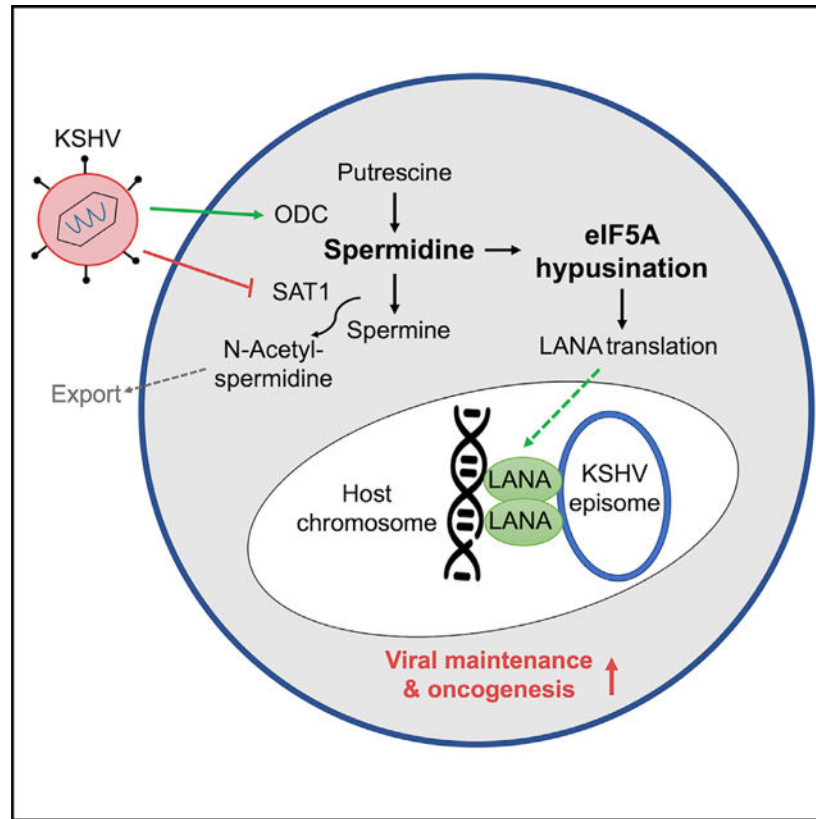 KSHV
Putrescine
ODC
Spermidine
eIF5A
hypusination
SAT1
Spermine
LANA translation
N-Acetyl-
spermidine
Export
Host
chromosome
LANA
LANA
KSHV
episome
Viral maintenance
& oncogenesis